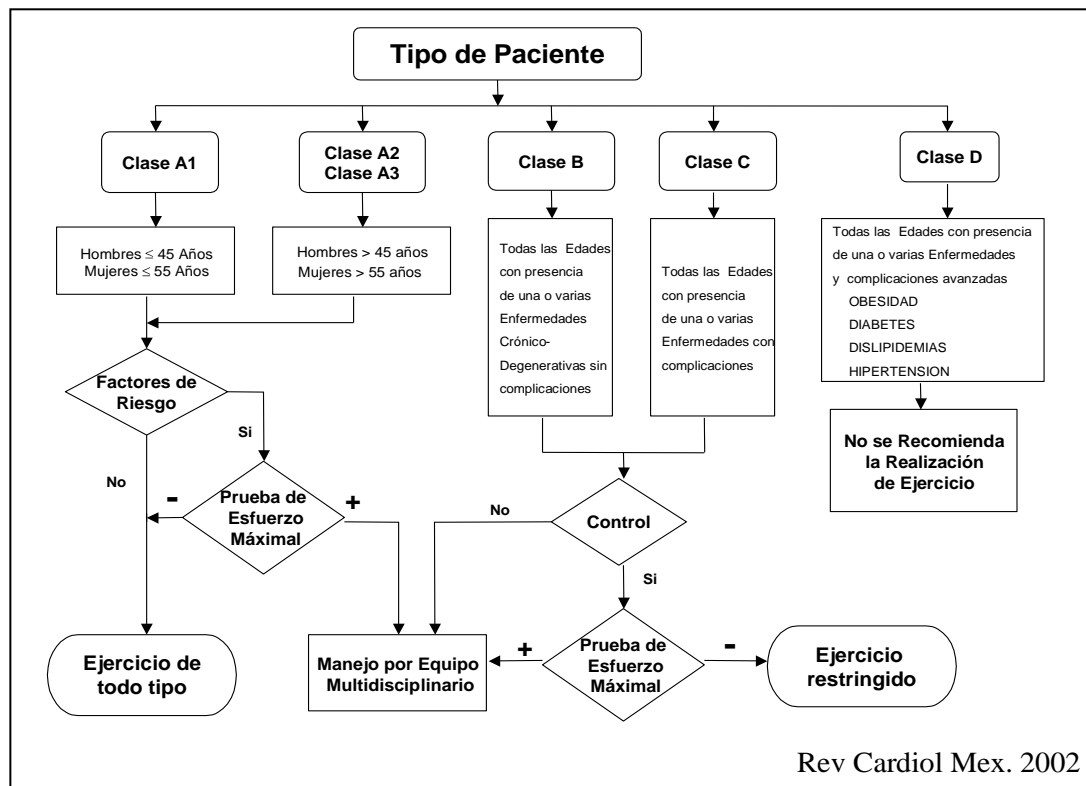 Tipo de Paciente
Clase A1
Clase A2
Clase A3
Clase B
Clase C
Clase D
Hombres ≤ 45 Años
Mujeres ≤ 55 Años
Hombres > 45 años
Mujeres > 55 años
Todas las Edades
con presencia
de una o varias
Enfermedades
Crónico-
Degenerativas sin
complicaciones
Todas las Edades
con presencia
de una o varias
Enfermedades con
complicaciones
Todas las Edades con presencia
de una o varias Enfermedades
y complicaciones avanzadas
OBESIDAD
DIABETES
DISLIPIDEMIAS
HIPERTENSION
Factores de
Riesgo
Si
No
-
Prueba de
Esfuerzo
Máximal
+
No
Control
Si
No se Recomienda
la Realización
de Ejercicio
Ejercicio de
todo tipo
Manejo por Equipo
Multidisciplinario
+
Prueba de
Esfuerzo
Máximal
-
Ejercicio
restringido
Rev Cardiol Mex. 2002